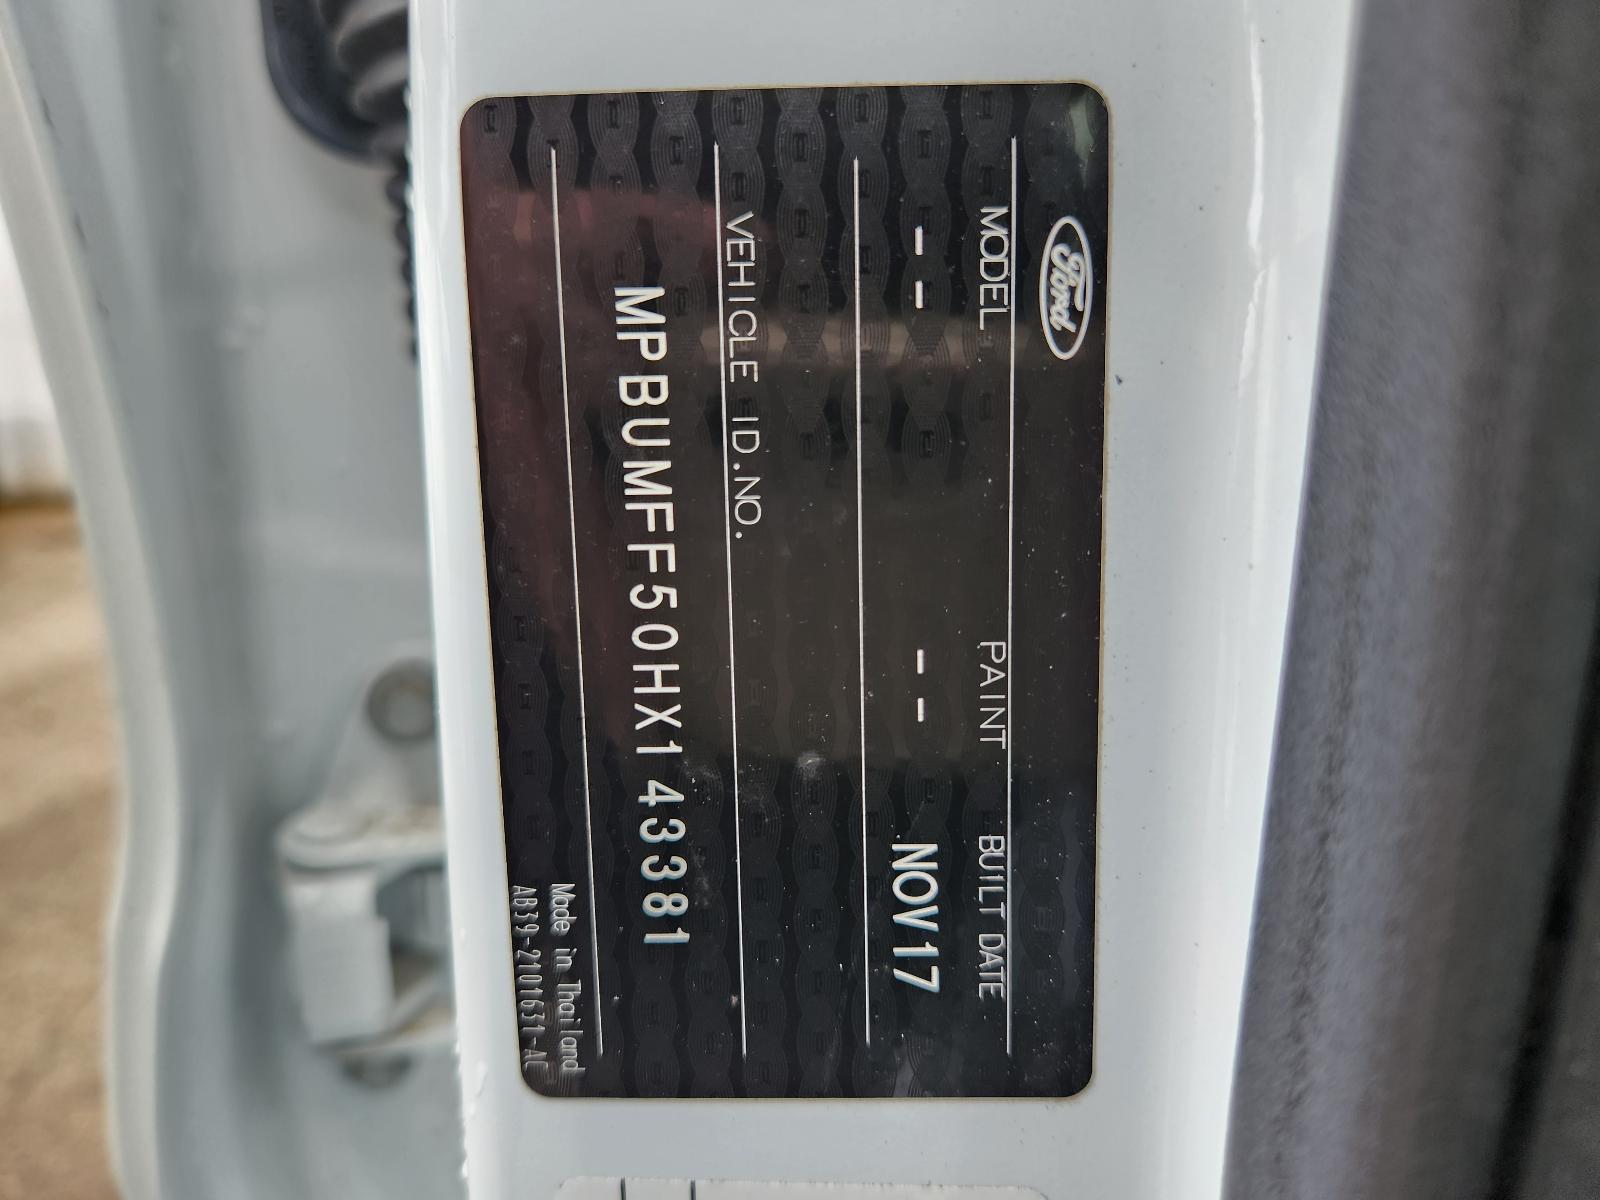 Ford
MODEL PAINT BUILT DATE
-- -- NOV17
VEHICLE ID.NO.
MPBUMFF50HX143381
Made in Thailand
AB39-2101631-AC